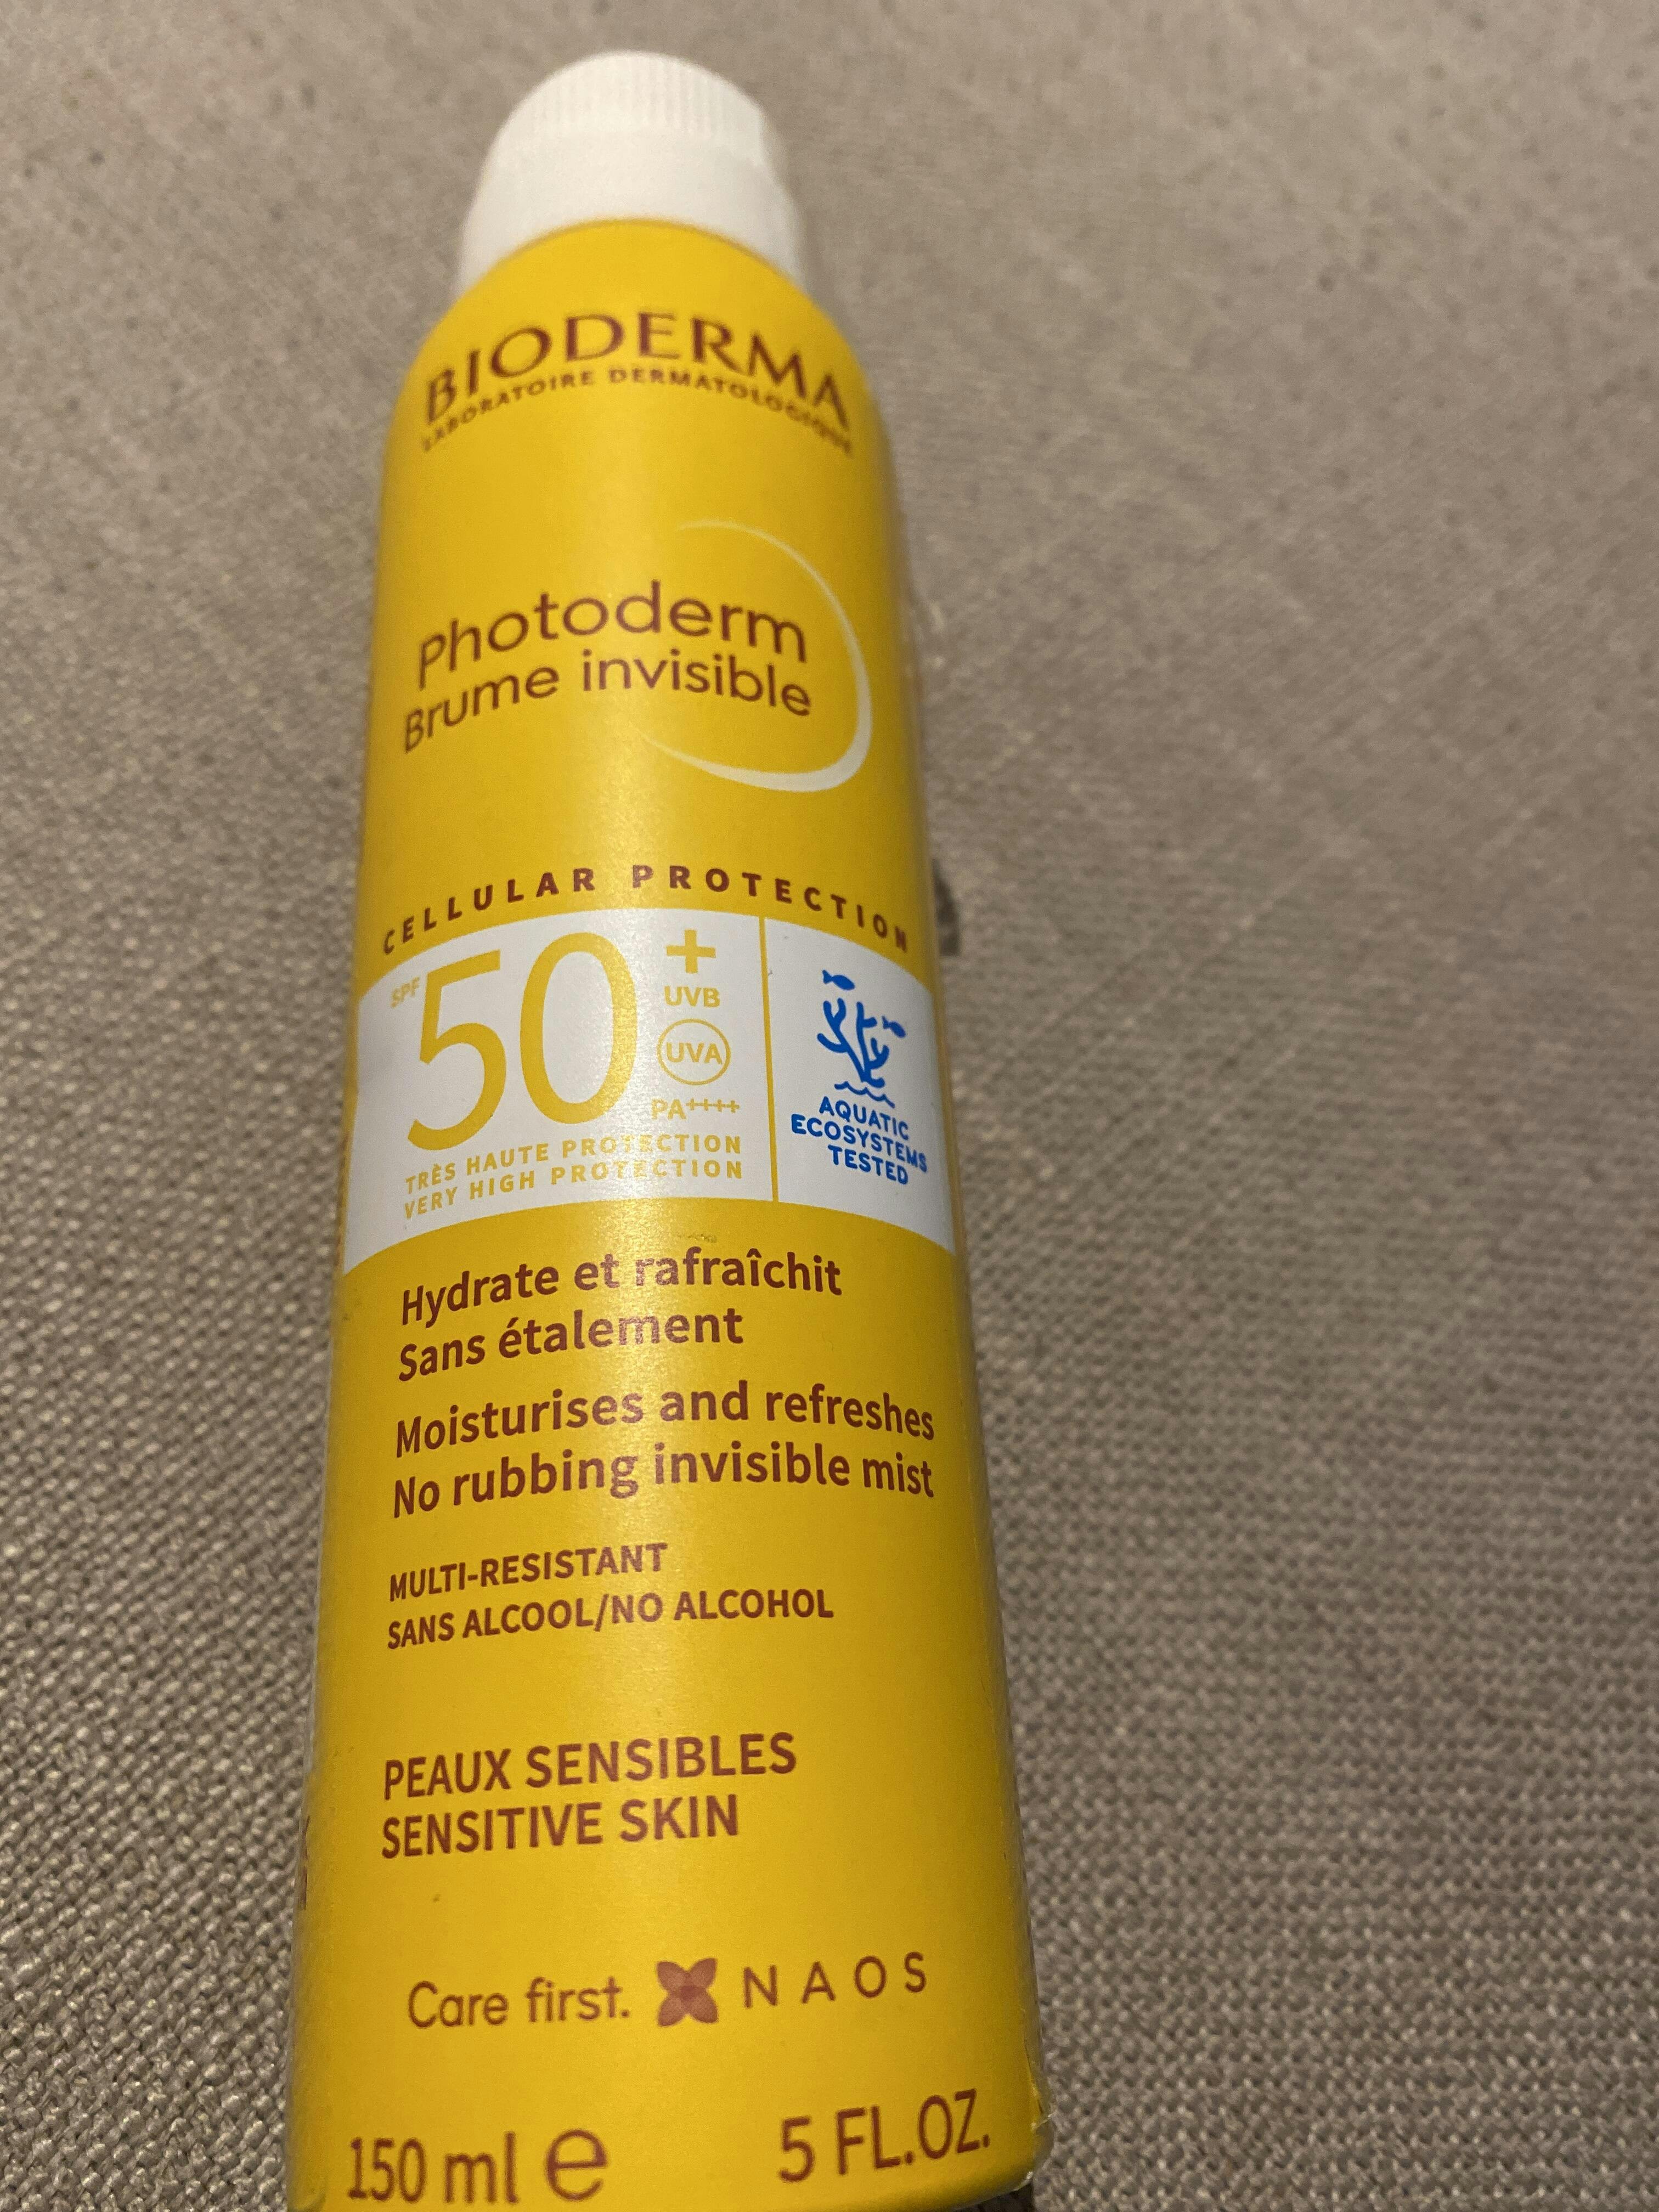 BIODERMA
LABORATOIRE DERMATOLOGIQUE
Photoderm
Brume invisible
CELLULAR PROTECTION
SPF 50+
UVB
UVA
PA++++
TRÈS HAUTE PROTECTION
VERY HIGH PROTECTION
AQUATIC
ECOSYSTEMS
TESTED
Hydrate et rafraîchit
Sans étalement
Moisturises and refreshes
No rubbing invisible mist
MULTI-RESISTANT
SANS ALCOOL/NO ALCOHOL
PEAUX SENSIBLES
SENSITIVE SKIN
Care first. NAOS
150 ml e 5 FL.OZ.